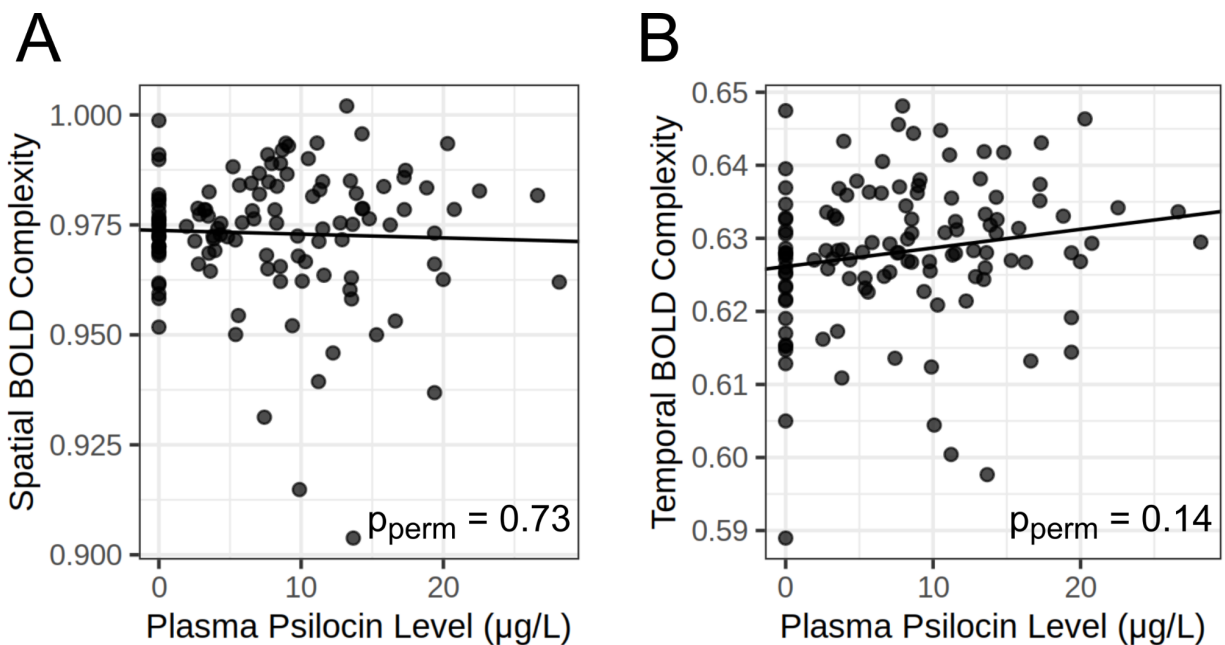 A
Spatial BOLD Complexity
1.000
0.975
0.950
0.925
0.900
p_perm = 0.73
0 10 20
Plasma Psilocin Level (µg/L)
B
Temporal BOLD Complexity
0.65
0.64
0.63
0.62
0.61
0.60
0.59
p_perm = 0.14
0 10 20
Plasma Psilocin Level (µg/L)